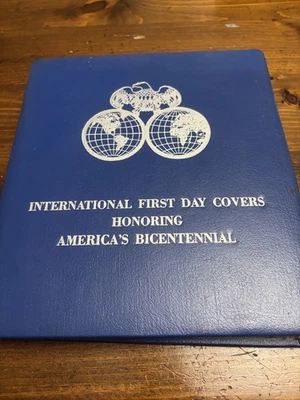 INTERNATIONAL FIRST DAY COVERS
HONORING
AMERICA'S BICENTENNIAL